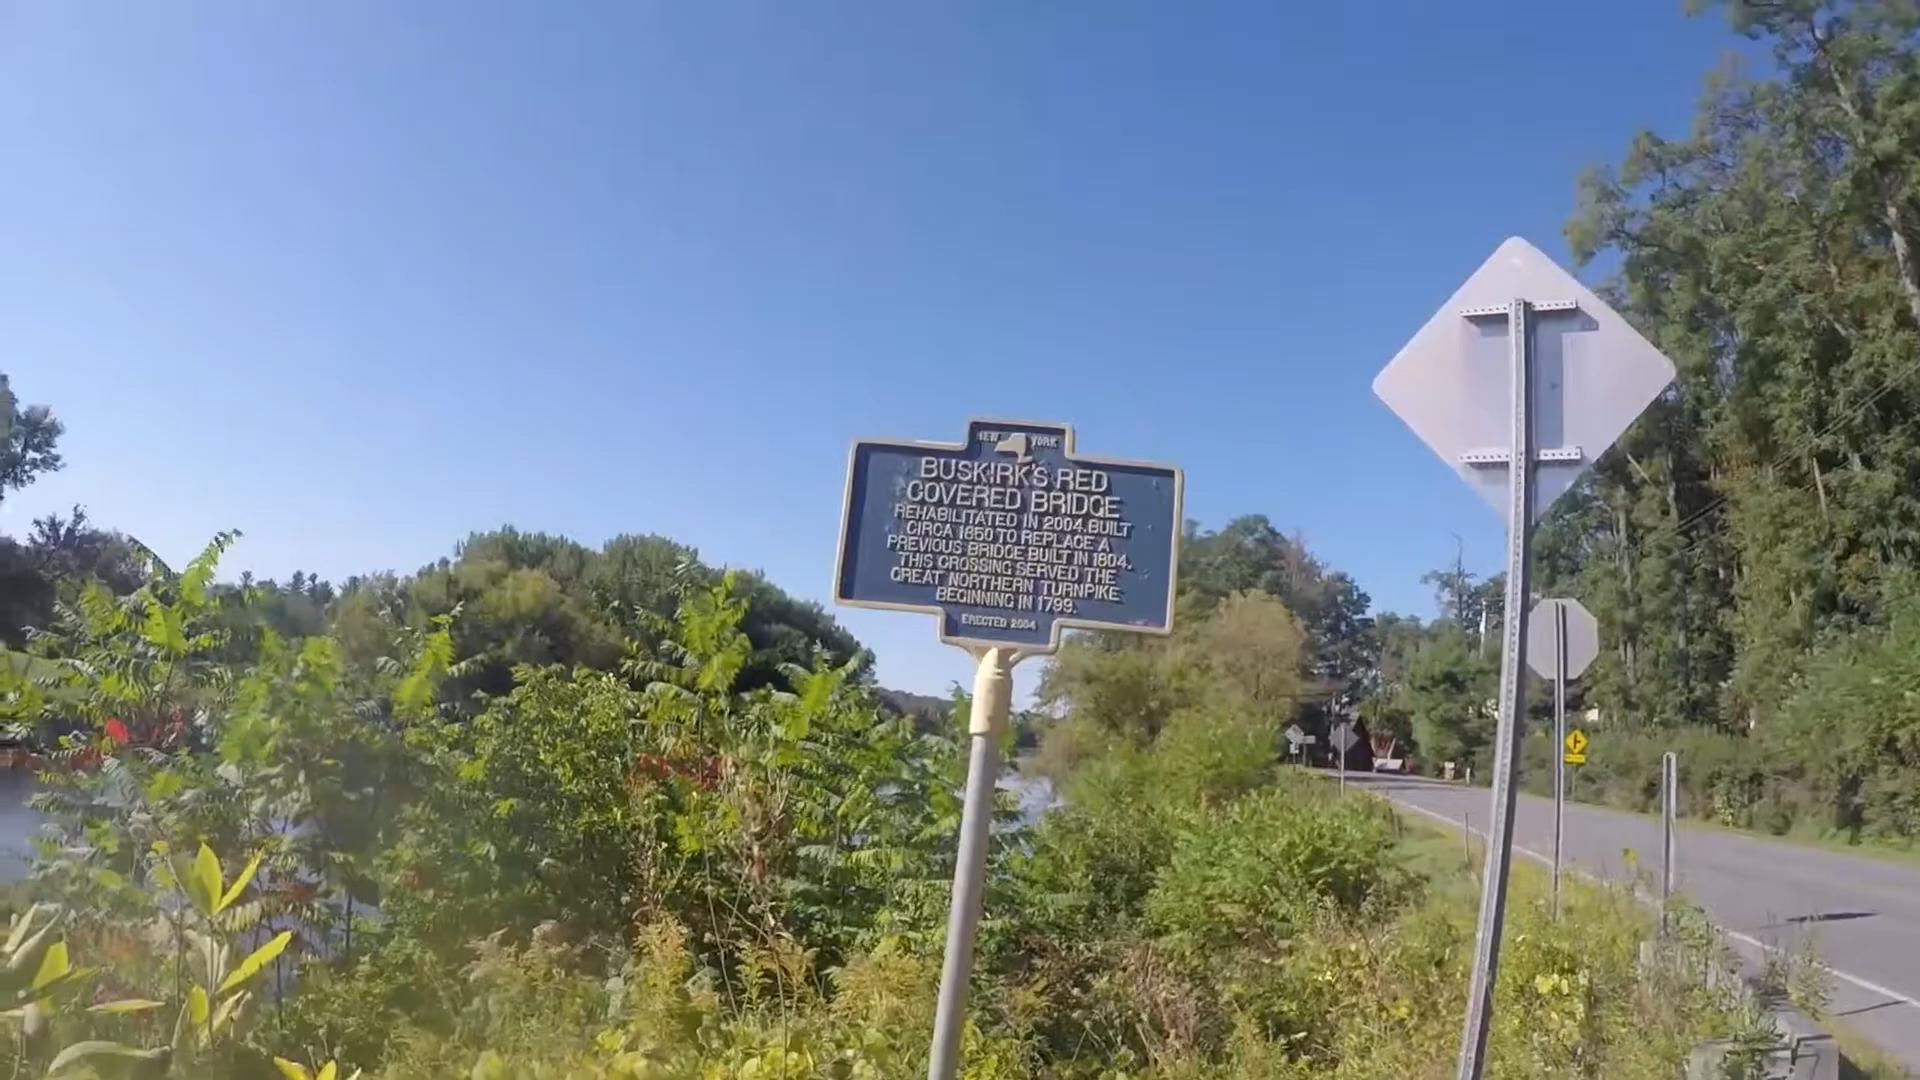 NEW YORK
BUSKIRK'S RED
COVERED BRIDGE
REHABILITATED IN 2004. BUILT
CIRCA 1850 TO REPLACE A
PREVIOUS BRIDGE BUILT IN 1804.
THIS CROSSING SERVED THE
GREAT NORTHERN TURNPIKE
BEGINNING IN 1799.
ERECTED 2004